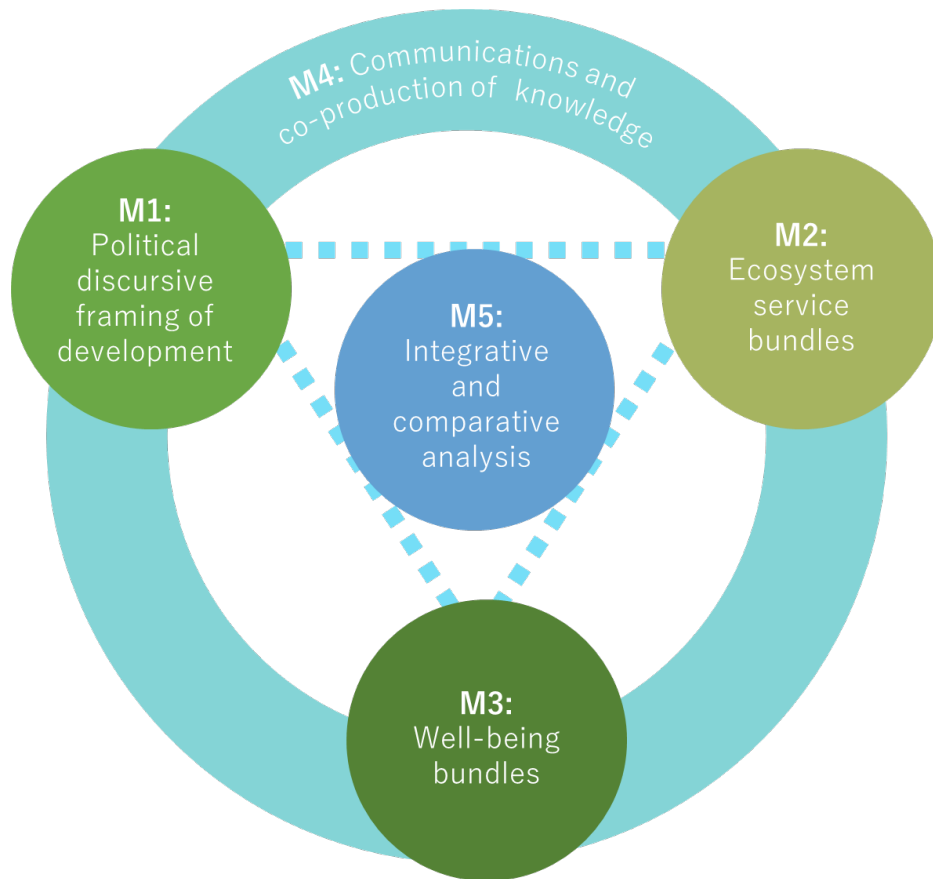 M4: Communications and
co-production of knowledge
M1:
Political
discursive
framing of
development
M2:
Ecosystem
service
bundles
M5:
Integrative
and
comparative
analysis
M3:
Well-being
bundles